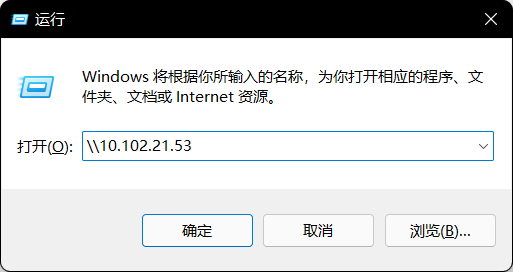 运行
Windows 将根据你所输入的名称，为你打开相应的程序、文
件夹、文档或 Internet 资源。
打开(O): \\10.102.21.53
确定 取消 浏览(B)...